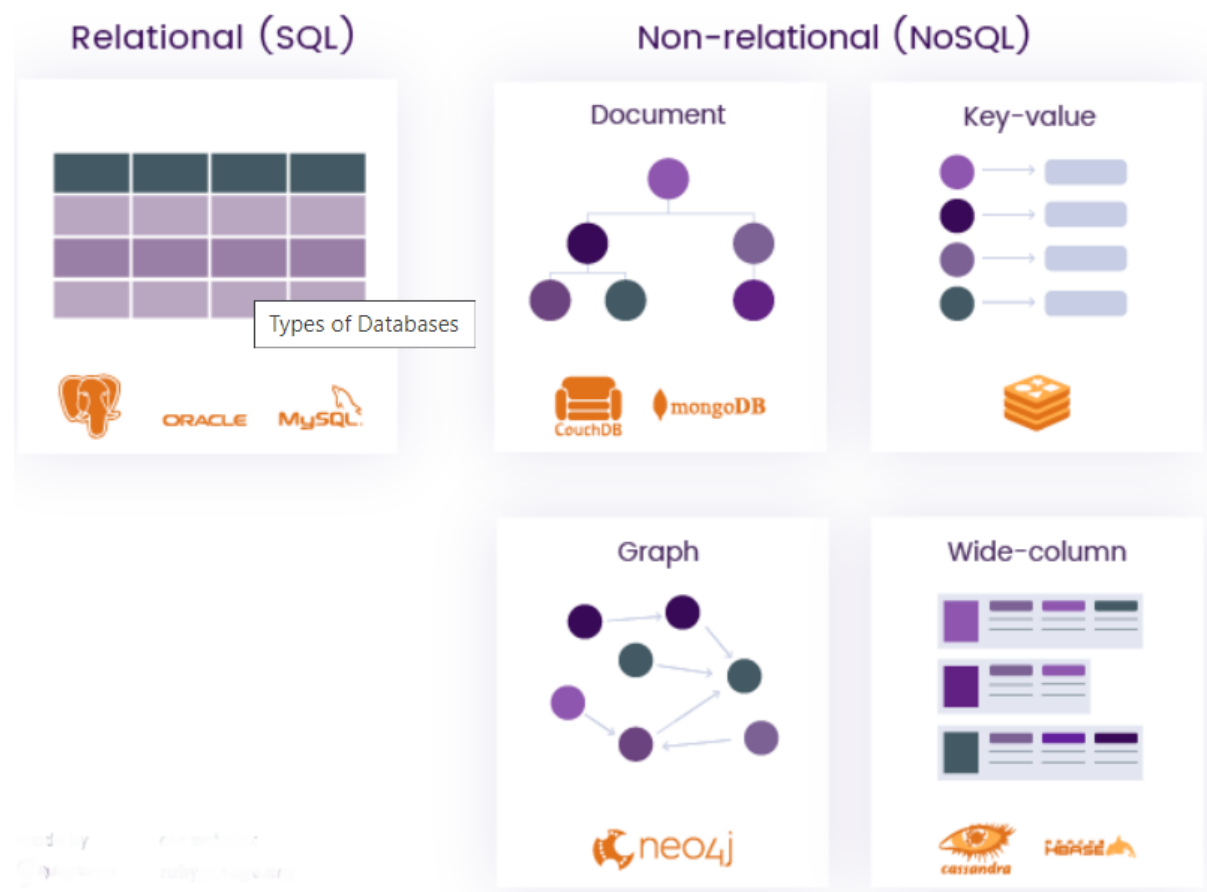 Relational (SQL)
Non-relational (NoSQL)
Document
Key-value
Types of Databases
ORACLE
MySQL
CouchDB
mongoDB
Graph
Wide-column
neo4j
cassandra
HBASE